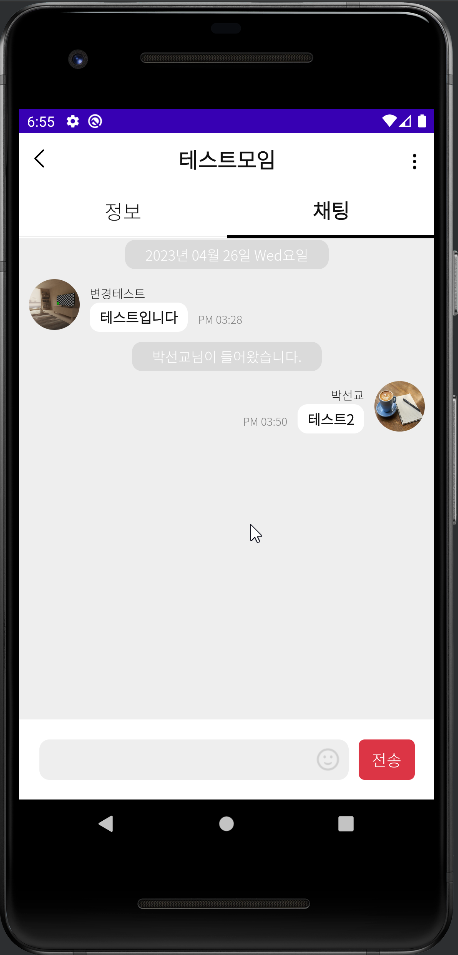 6:55
테스트모임
정보
채팅
2023년 04월 26일 Wed요일
변경테스트
테스트입니다
PM 03:28
박선교님이 들어왔습니다.
박선교
PM 03:50
테스트2
전송